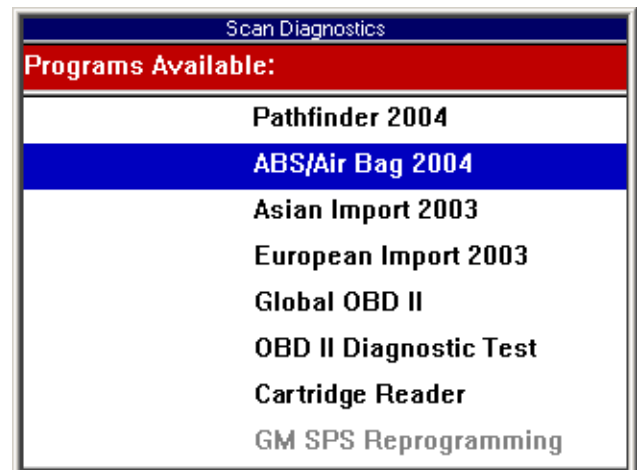 Scan Diagnostics
Programs Available:
Pathfinder 2004
ABS/Air Bag 2004
Asian Import 2003
European Import 2003
Global OBD II
OBD II Diagnostic Test
Cartridge Reader
GM SPS Reprogramming